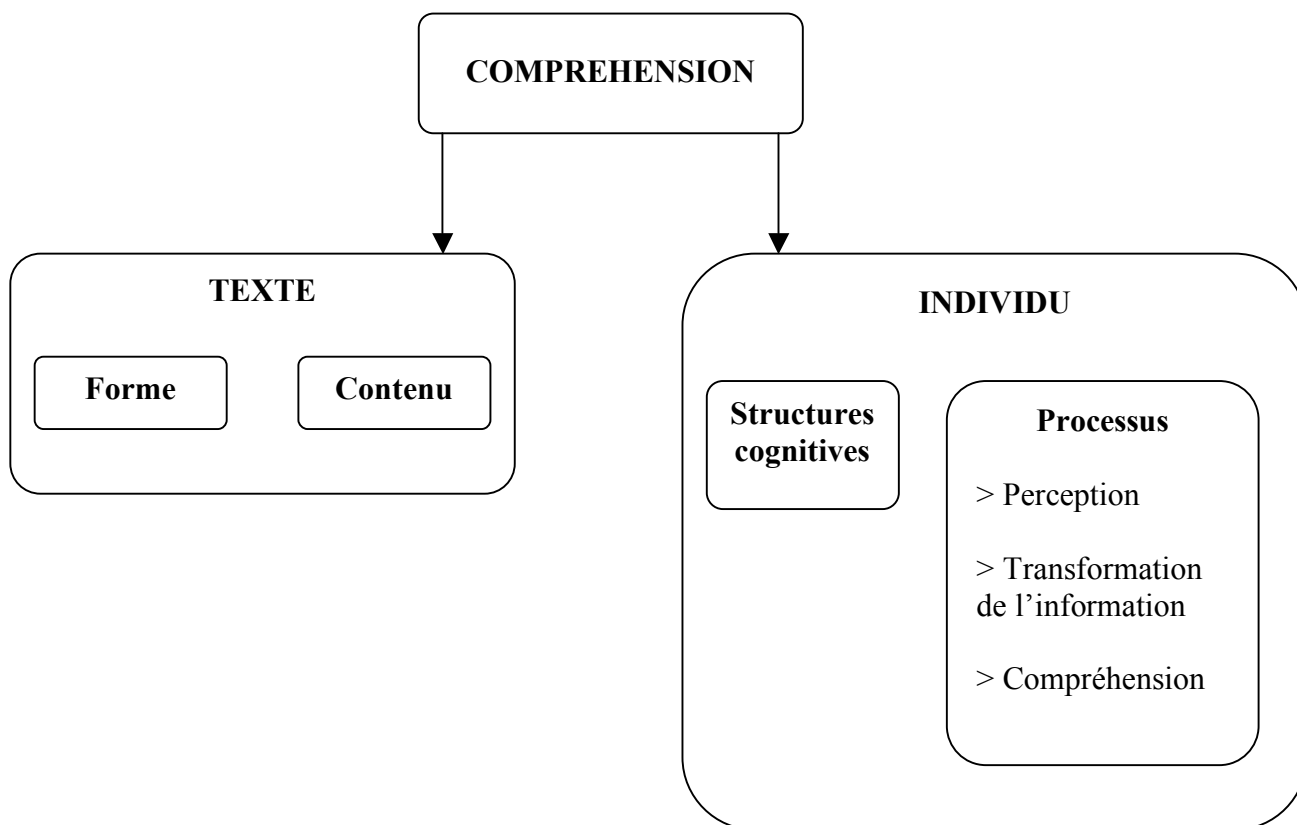 COMPREHENSION
TEXTE
Forme
Contenu
INDIVIDU
Structures
cognitives
Processus
> Perception
> Transformation
de l’information
> Compréhension